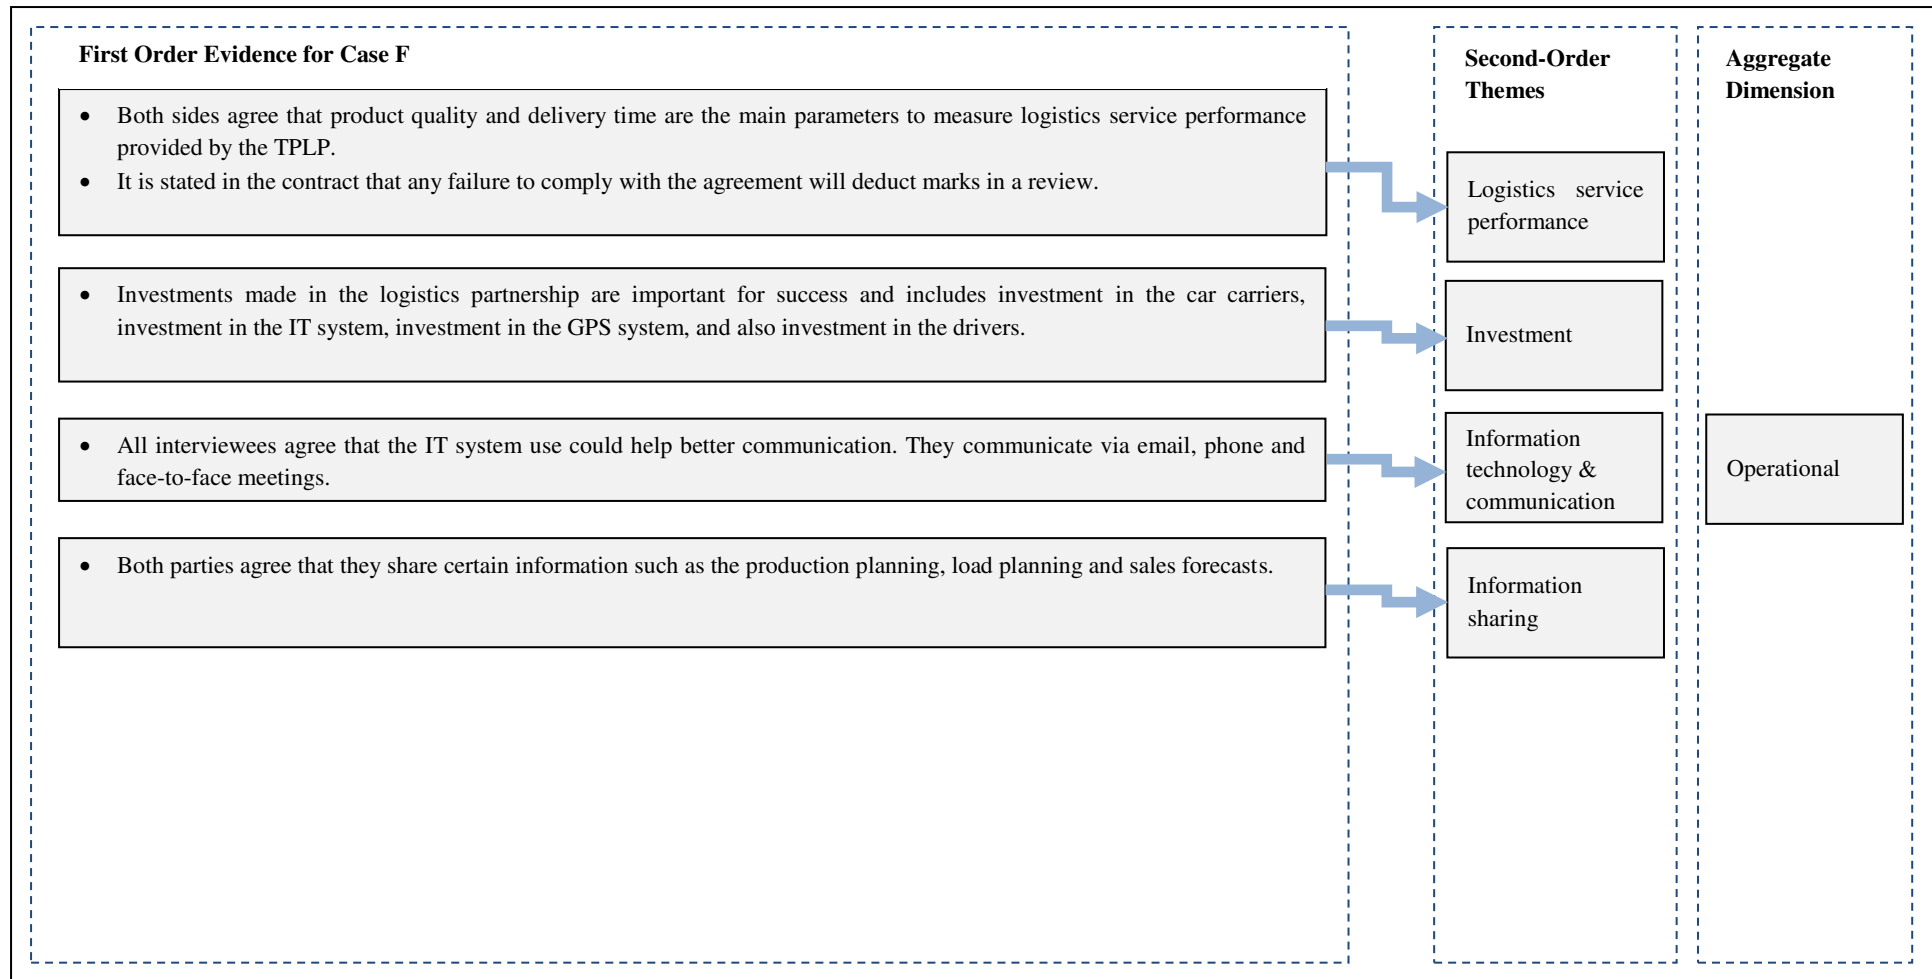 First Order Evidence for Case F
• Both sides agree that product quality and delivery time are the main parameters to measure logistics service performance
provided by the TPLP.
• It is stated in the contract that any failure to comply with the agreement will deduct marks in a review.
• Investments made in the logistics partnership are important for success and includes investment in the car carriers,
investment in the IT system, investment in the GPS system, and also investment in the drivers.
• All interviewees agree that the IT system use could help better communication. They communicate via email, phone and
face-to-face meetings.
• Both parties agree that they share certain information such as the production planning, load planning and sales forecasts.
Second-Order
Themes
Logistics service
performance
Investment
Information
technology &
communication
Information
sharing
Aggregate
Dimension
Operational